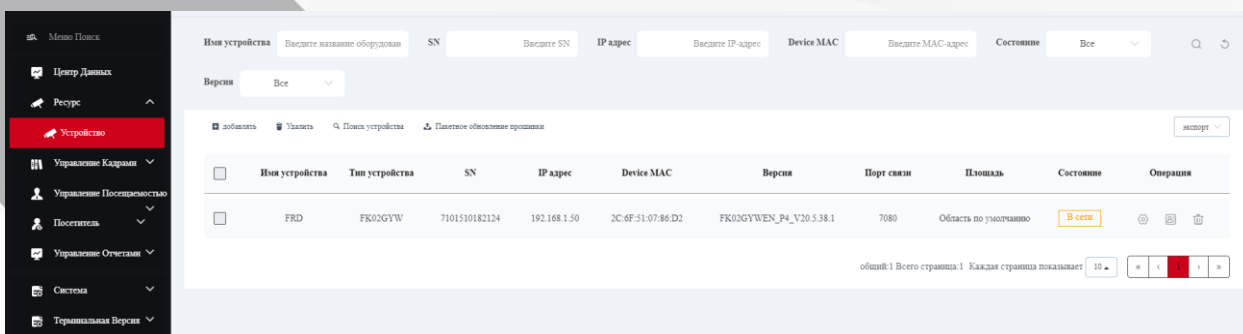 Меню Поиск
Центр Данных
Ресурс
Устройство
Управление Кадрами
Управление Посещаемостью
Посетитель
Управление Отчетами
Система
Терминальная Версия
Имя устройства Введите название оборудован SN Введите SN IP адрес Введите IP-адрес Device MAC Введите MAC-адрес Состояние Все
Версия Все
добавлять Удалить Поиск устройства Пакетное обновление прошивки экспорт
Имя устройства Тип устройства SN IP адрес Device MAC Версия Порт связи Площадь Состояние Операция
FRD FK02GYW 7101510182124 192.168.1.50 2C:6F:51:07:86:D2 FK02GYWEN_P4_V20.5.38.1 7080 Область по умолчанию В сети
общий:1 Всего страница:1 Каждая страница показывает 10 « ‹ 1 › »